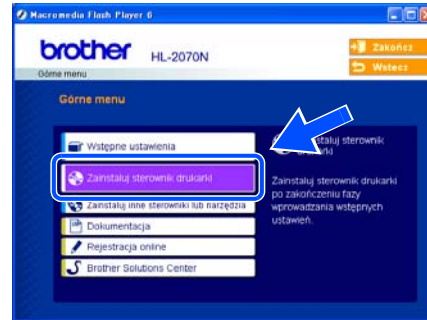 Macromedia Flash Player 6
brother HL-2070N
Zakończ
Wstecz
Górne menu
Górne menu
Wstępne ustawienia
Zainstaluj sterownik drukarki
Zainstaluj inne sterowniki lub narzędzia
Dokumentacja
Rejestracja online
Brother Solutions Center
sterownik
Zainstaluj sterownik drukarki
po zakończeniu fazy
wprowadzania wstępnych
ustawień.